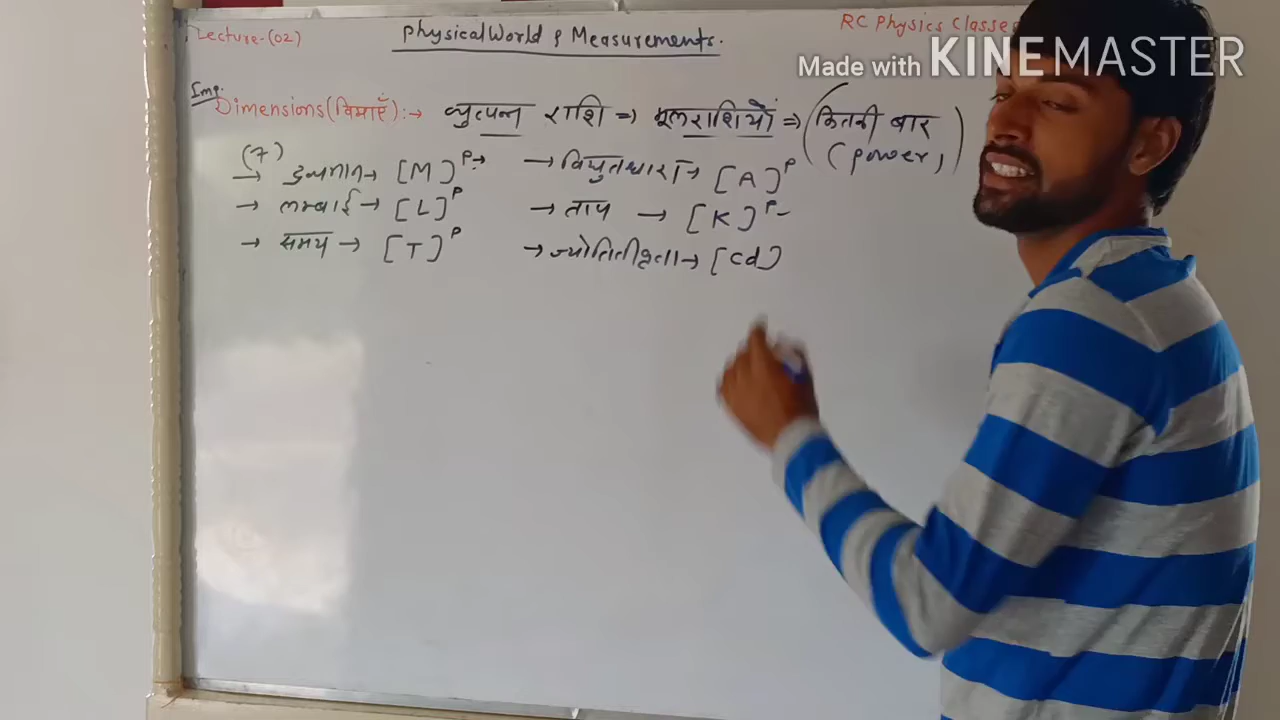 Lecture-(02)
Physical World & Measurements.
RC Physics Classes
Made with KINEMASTER
Imp.
Dimensions (विमाएँ) :→ व्युत्पन्न राशि ⇒ मूलराशियों ⇒ (कितनी बार
(power, )
(7)
→ द्रव्यमान → [M]ᴾ→
→ विद्युतधारा → [A]ᴾ
→ लम्बाई → [L]ᴾ
→ ताप → [K]ᴾ-
→ समय → [T]ᴾ
→ ज्योतितीव्रता → [cd]